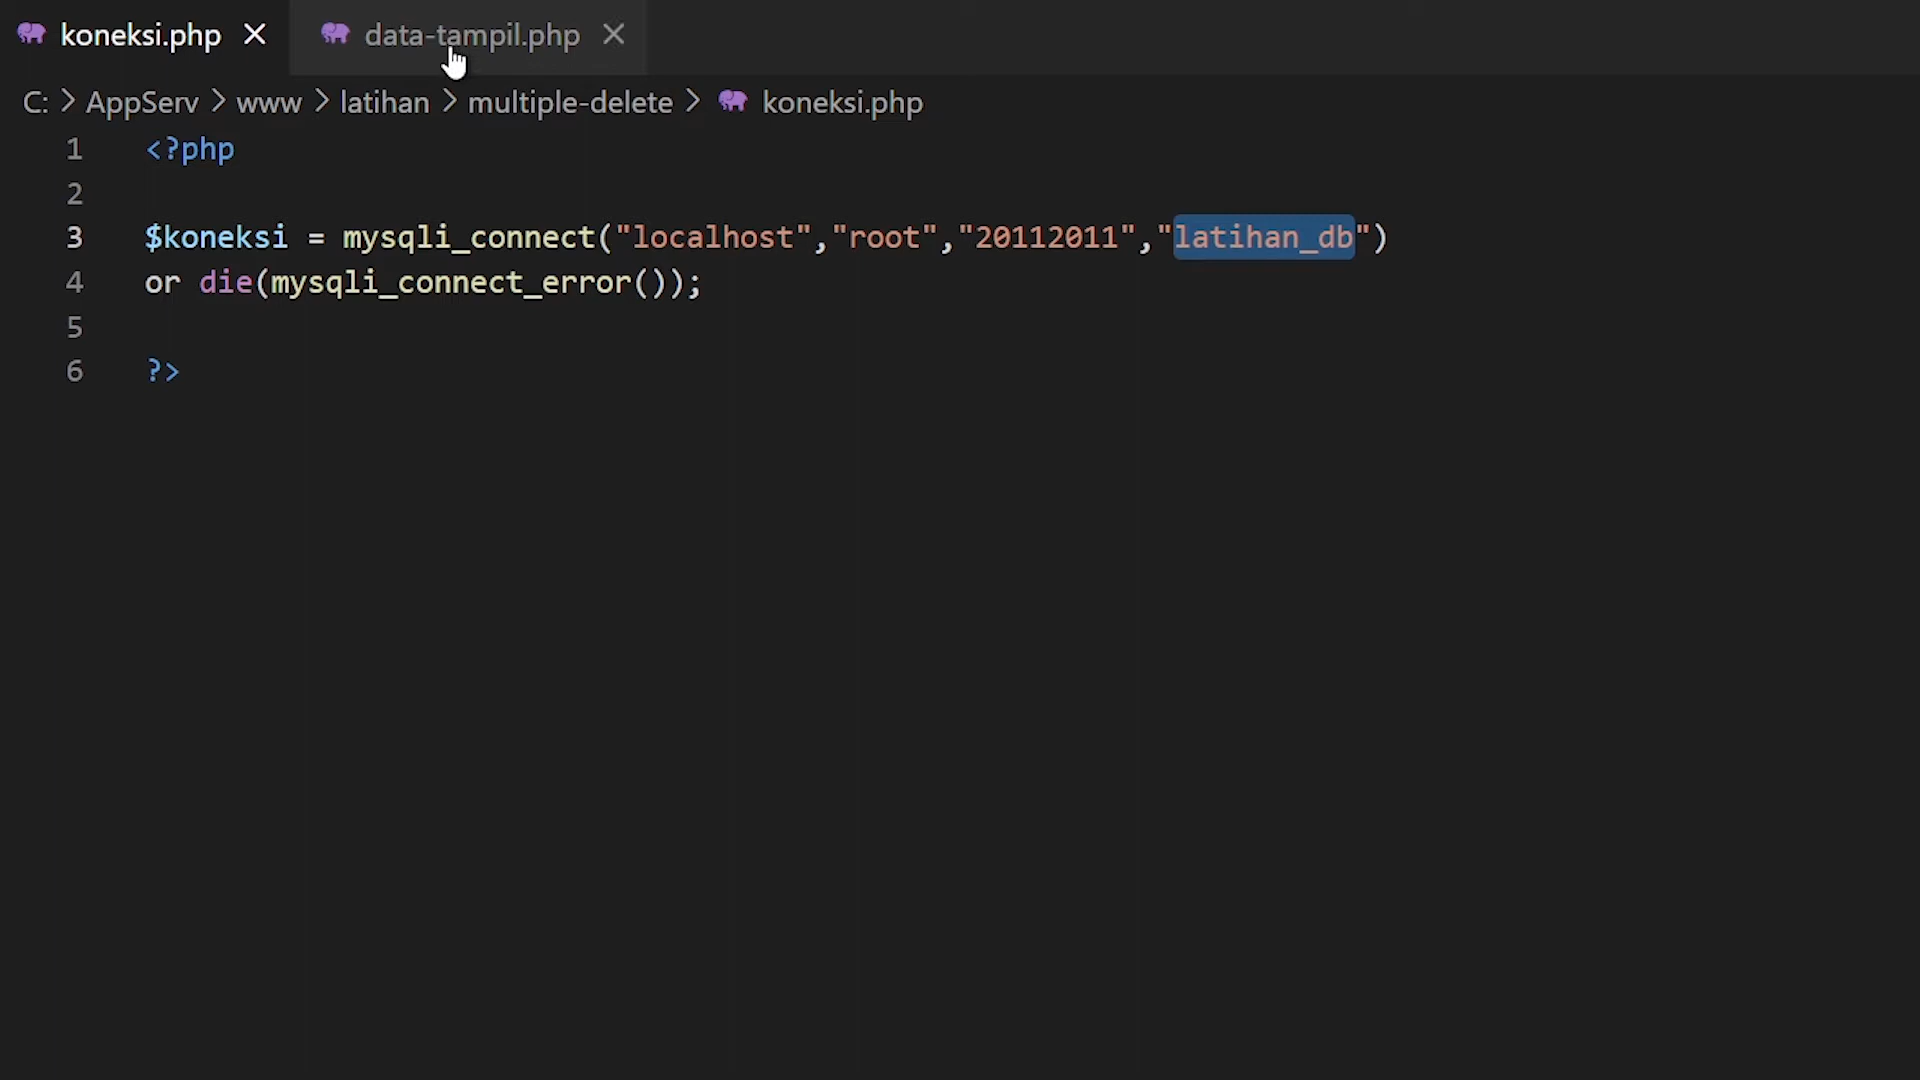 koneksi.php data-tampil.php
C: > AppServ > www > latihan > multiple-delete > koneksi.php
1 <?php
2
3 $koneksi = mysqli_connect("localhost","root","20112011","latihan_db")
4 or die(mysqli_connect_error());
5
6 ?>